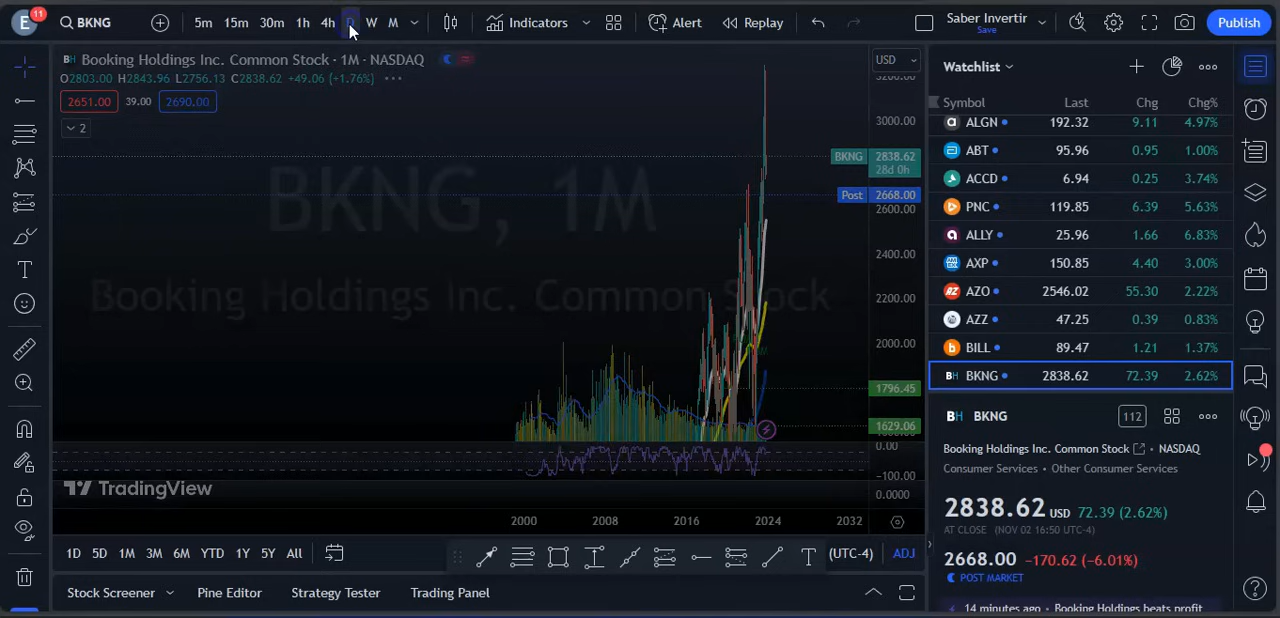 E 11 BKNG 5m 15m 30m 1h 4h D W M Indicators Alert Replay Saber Invertir Save Publish
BH Booking Holdings Inc. Common Stock · 1M · NASDAQ
O2803.00 H2843.96 L2756.13 C2838.62 +49.06 (+1.76%)
2651.00 39.00 2690.00
2
USD
BKNG, 1M
Booking Holdings Inc. Common Stock
3200.00
3000.00
BKNG 2838.62
28d 0h
Post 2668.00
2600.00
2400.00
2200.00
2000.00
1796.45
1629.06
0.00
-100.00
0.0000
TradingView
2000 2008 2016 2024 2032
1D 5D 1M 3M 6M YTD 1Y 5Y All
(UTC-4) ADJ
Stock Screener Pine Editor Strategy Tester Trading Panel
Watchlist
Symbol Last Chg Chg%
ALGN 192.32 9.11 4.97%
ABT 95.96 0.95 1.00%
ACCD 6.94 0.25 3.74%
PNC 119.85 6.39 5.63%
ALLY 25.96 1.66 6.83%
AXP 150.85 4.40 3.00%
AZO 2546.02 55.30 2.22%
AZZ 47.25 0.39 0.83%
BILL 89.47 1.21 1.37%
BH BKNG 2838.62 72.39 2.62%
BH BKNG 112
Booking Holdings Inc. Common Stock · NASDAQ
Consumer Services · Other Consumer Services
2838.62 USD 72.39 (2.62%)
AT CLOSE (NOV 02 16:50 UTC-4)
2668.00 −170.62 (−6.01%)
POST MARKET
14 minutes ago · Booking Holdings beats profit